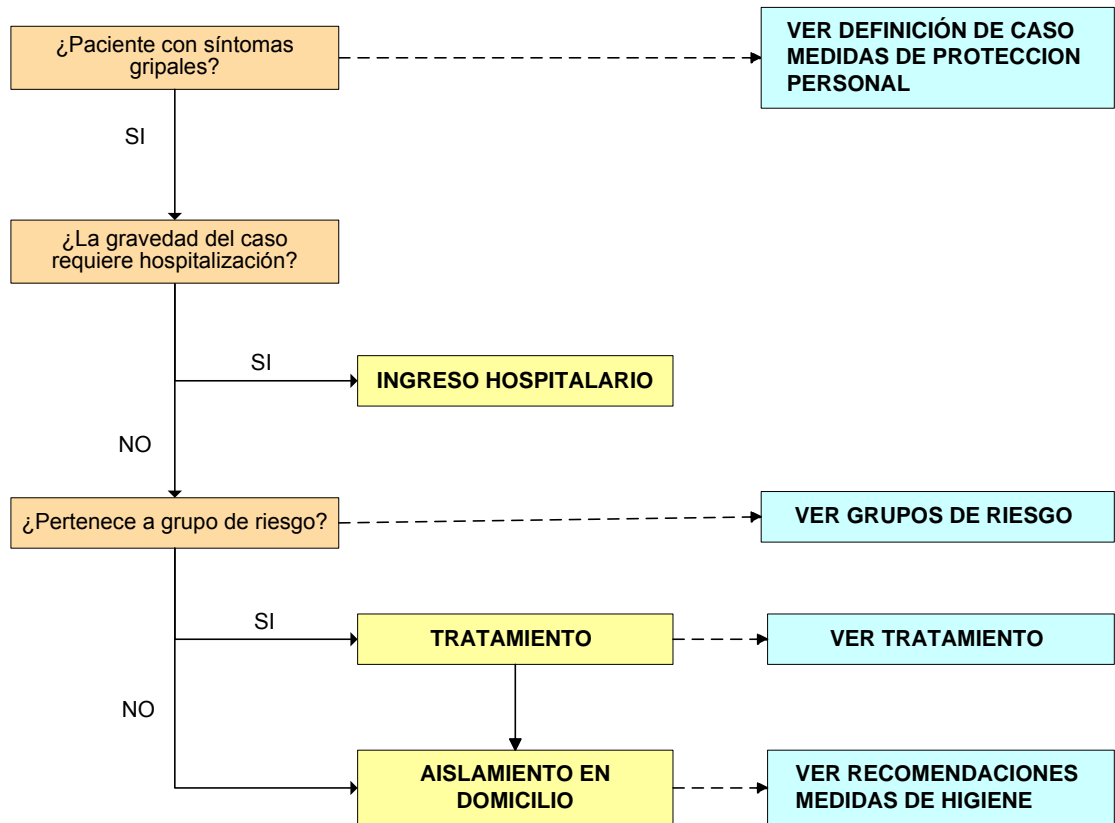 ¿Paciente con síntomas
gripales?
VER DEFINICIÓN DE CASO
MEDIDAS DE PROTECCION
PERSONAL
SI
¿La gravedad del caso
requiere hospitalización?
SI
INGRESO HOSPITALARIO
NO
¿Pertenece a grupo de riesgo?
VER GRUPOS DE RIESGO
SI
TRATAMIENTO
VER TRATAMIENTO
NO
AISLAMIENTO EN
DOMICILIO
VER RECOMENDACIONES
MEDIDAS DE HIGIENE